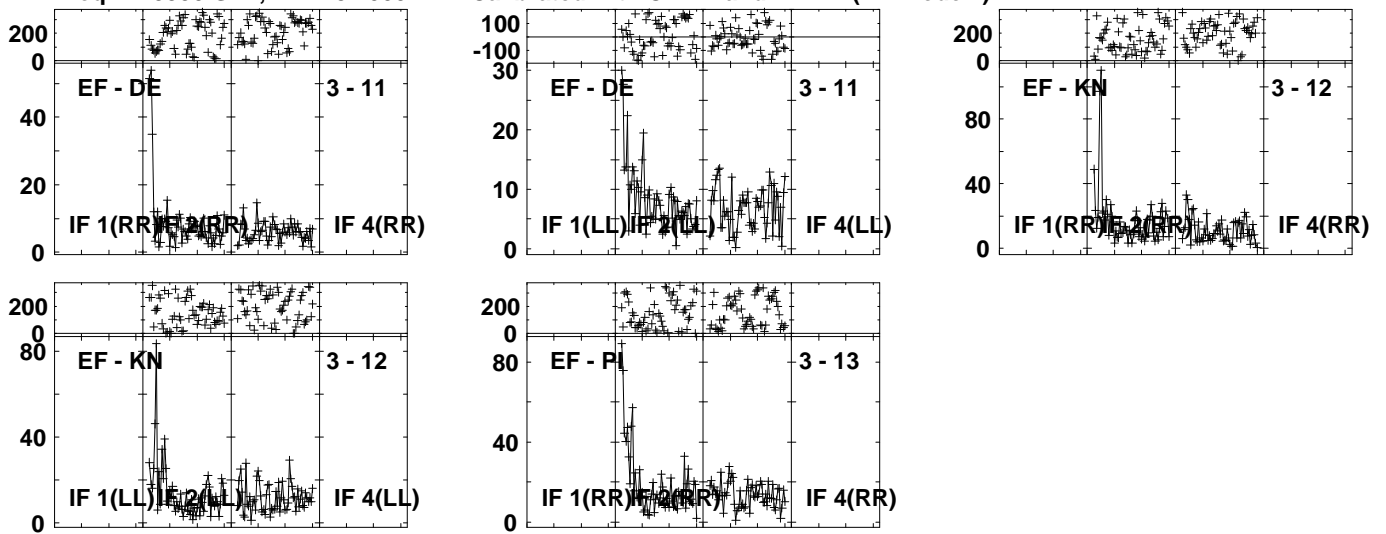 200
0
EF - DE
3 - 11
40
20
0
IF 1(RR)
IF 2(RR)
IF 4(RR)
100
-100
30
EF - DE
3 - 11
20
10
0
IF 1(LL)
IF 2(LL)
IF 4(LL)
200
0
EF - KN
3 - 12
80
60
40
20
0
IF 1(RR)
IF 2(RR)
IF 4(RR)
200
0
80
EF - KN
3 - 12
40
0
IF 1(LL)
IF 2(LL)
IF 4(LL)
200
0
80
EF - PI
3 - 13
40
0
IF 1(RR)
IF 2(RR)
IF 4(RR)